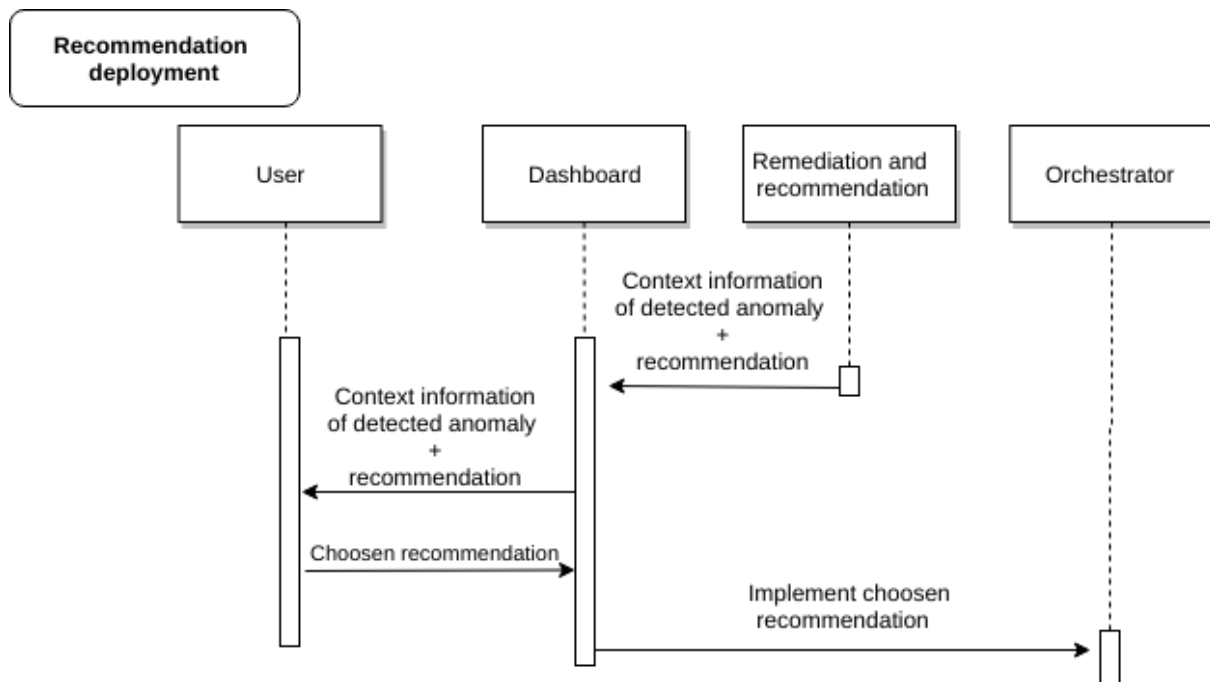 Recommendation
deployment
User
Dashboard
Remediation and
recommendation
Orchestrator
Context information
of detected anomaly
+
recommendation
Context information
of detected anomaly
+
recommendation
Choosen recommendation
Implement choosen
recommendation